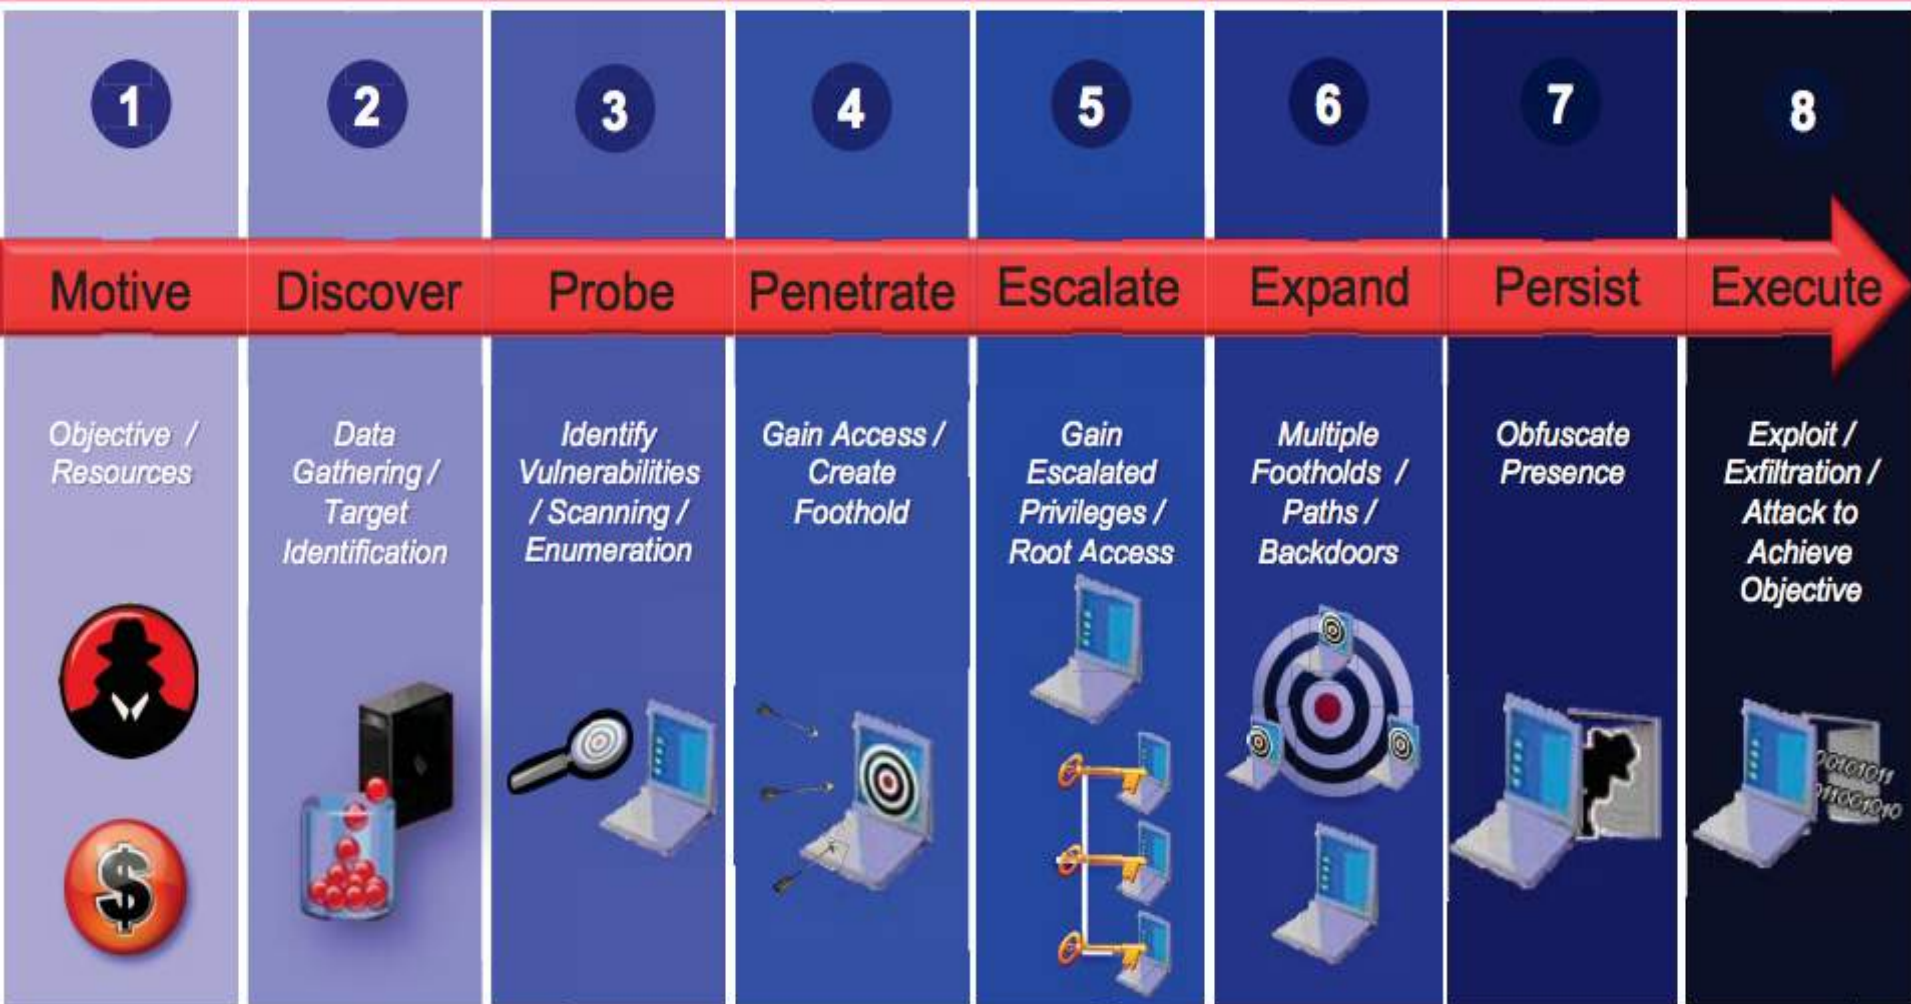 1
2
3
4
5
6
7
8
Motive
Discover
Probe
Penetrate
Escalate
Expand
Persist
Execute
Objective /
Resources
Data
Gathering /
Target
Identification
Identify
Vulnerabilities
/ Scanning /
Enumeration
Gain Access /
Create
Foothold
Gain
Escalated
Privileges /
Root Access
Multiple
Footholds /
Paths /
Backdoors
Obfuscate
Presence
Exploit /
Exfiltration /
Attack to
Achieve
Objective
$
00101011
011001010